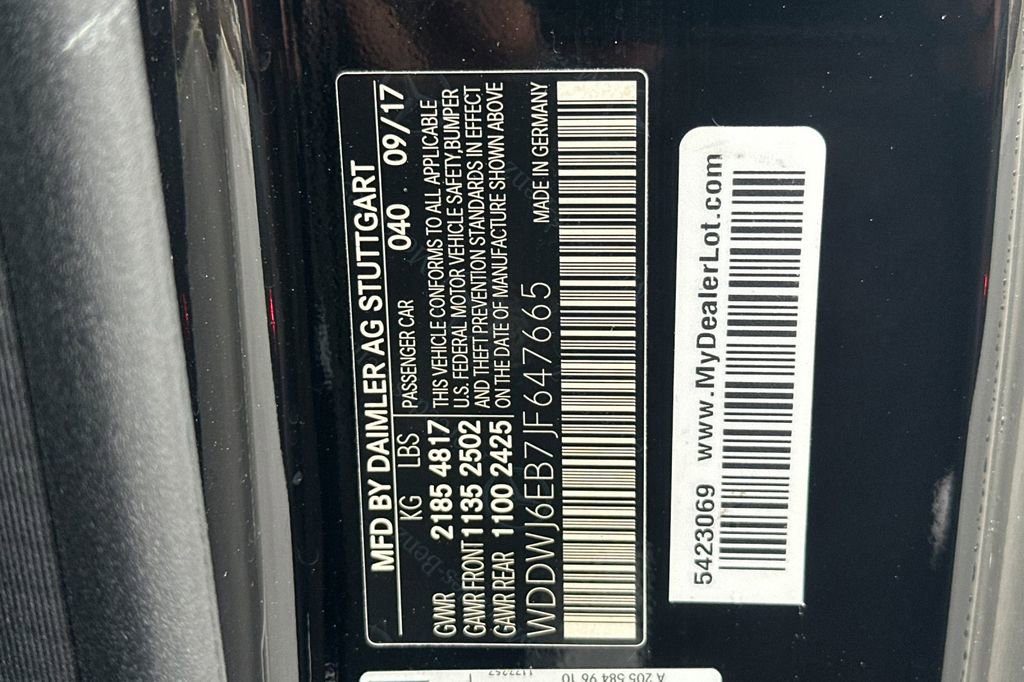 MFD BY DAIMLER AG STUTTGART
KG LBS PASSENGER CAR 040 . 09/17
GVWR 2185 4817 THIS VEHICLE CONFORMS TO ALL APPLICABLE
U.S. FEDERAL MOTOR VEHICLE SAFETY,BUMPER
GAWR FRONT 1135 2502 AND THEFT PREVENTION STANDARDS IN EFFECT
GAWR REAR 1100 2425 ON THE DATE OF MANUFACTURE SHOWN ABOVE
WDDWJ6EB7JF647665 MADE IN GERMANY
5423069 www.MyDealerLot.com
A 205 584 96 10